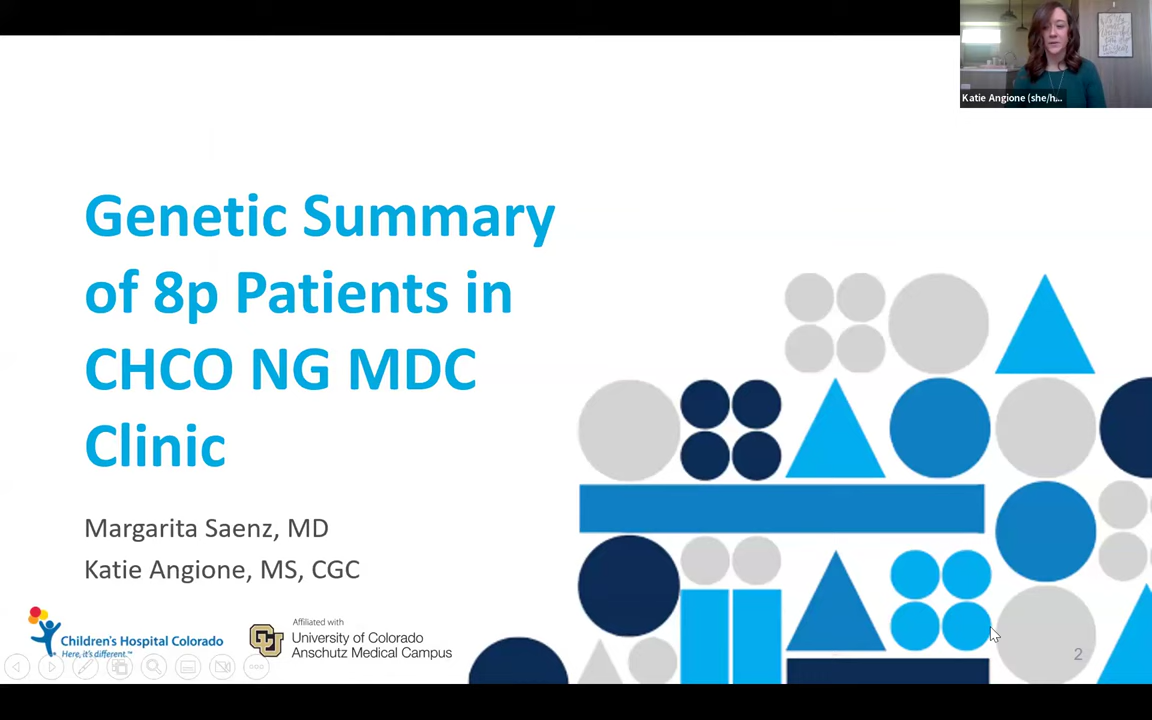 Katie Angione (she/h...
Genetic Summary
of 8p Patients in
CHCO NG MDC
Clinic
Margarita Saenz, MD
Katie Angione, MS, CGC
Children's Hospital Colorado
Here, it's different.™
Affiliated with
University of Colorado
Anschutz Medical Campus
2